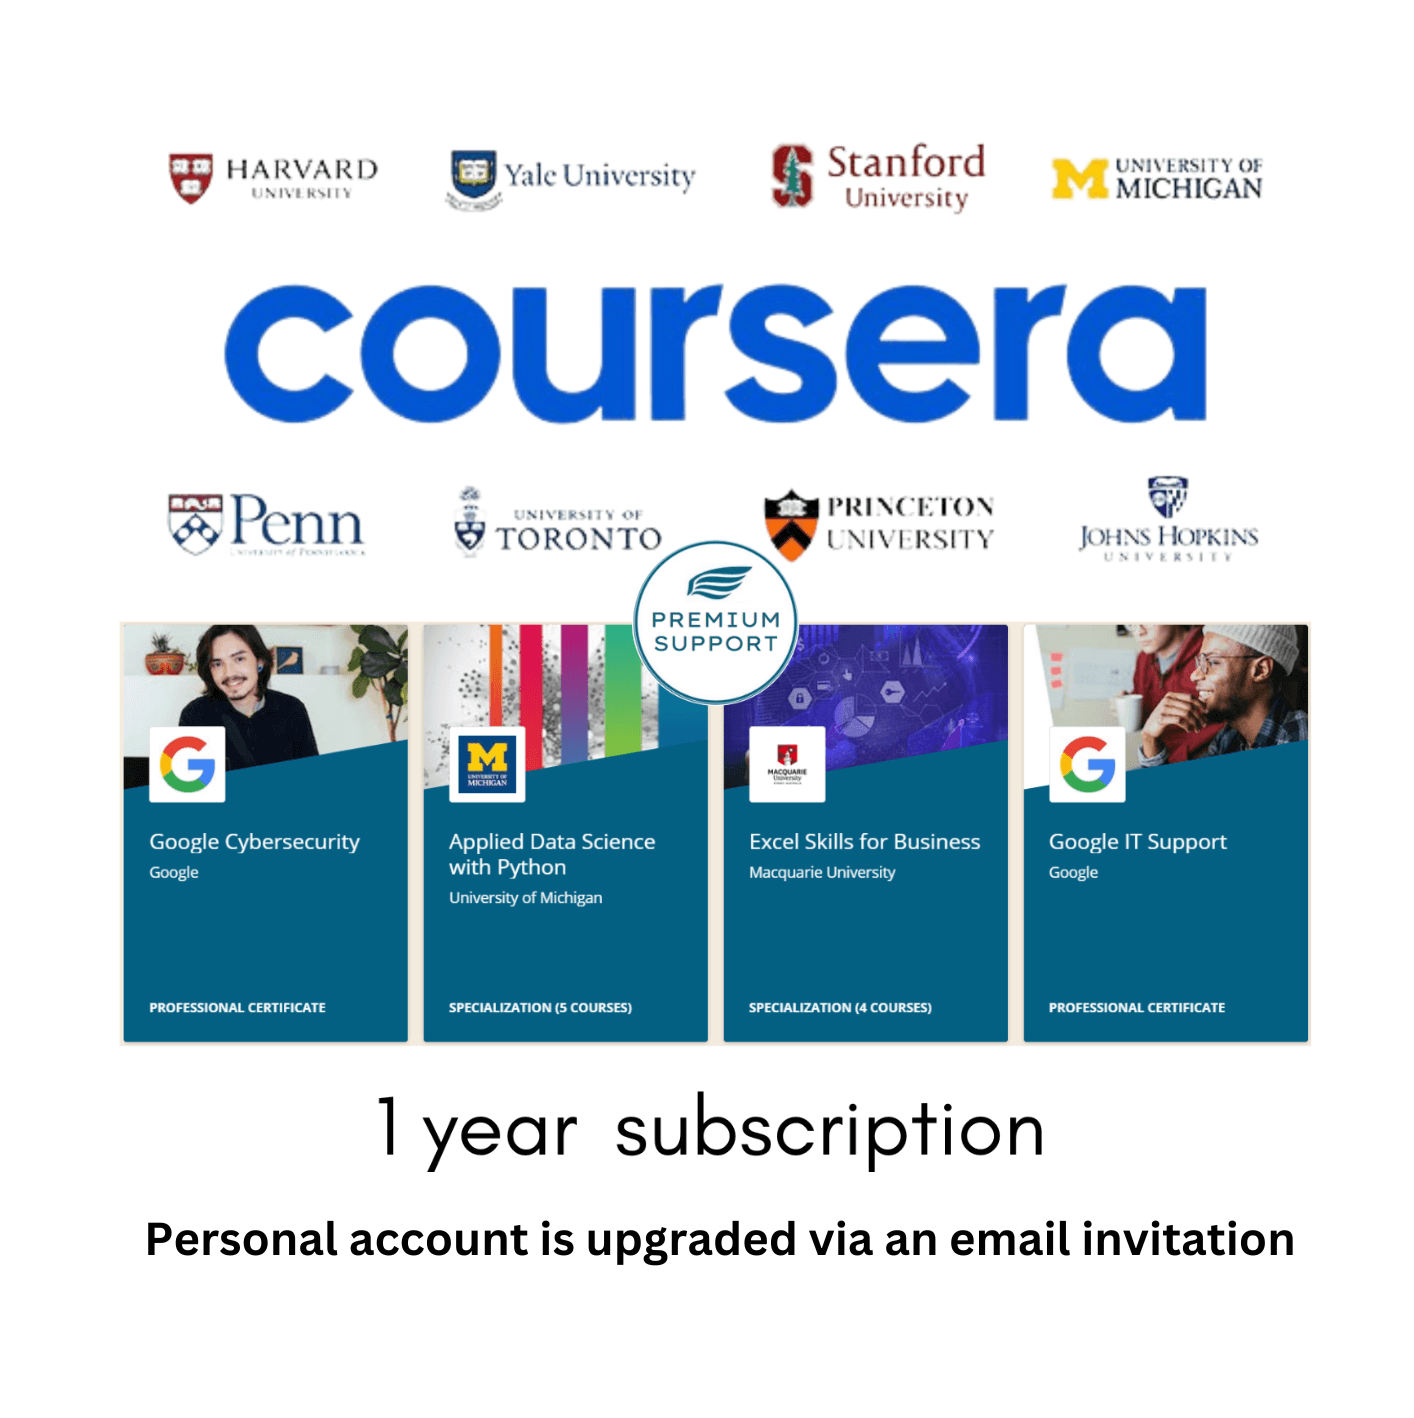 HARVARD
UNIVERSITY
Yale University
Stanford
University
UNIVERSITY OF
MICHIGAN
coursera
Penn
UNIVERSITY of PENNSYLVANIA
UNIVERSITY OF
TORONTO
PRINCETON
UNIVERSITY
JOHNS HOPKINS
UNIVERSITY
PREMIUM
SUPPORT
G
Google Cybersecurity
Google
PROFESSIONAL CERTIFICATE
M
UNIVERSITY OF
MICHIGAN
Applied Data Science
with Python
University of Michigan
SPECIALIZATION (5 COURSES)
MACQUARIE
University
Excel Skills for Business
Macquarie University
SPECIALIZATION (4 COURSES)
G
Google IT Support
Google
PROFESSIONAL CERTIFICATE
1 year subscription
Personal account is upgraded via an email invitation